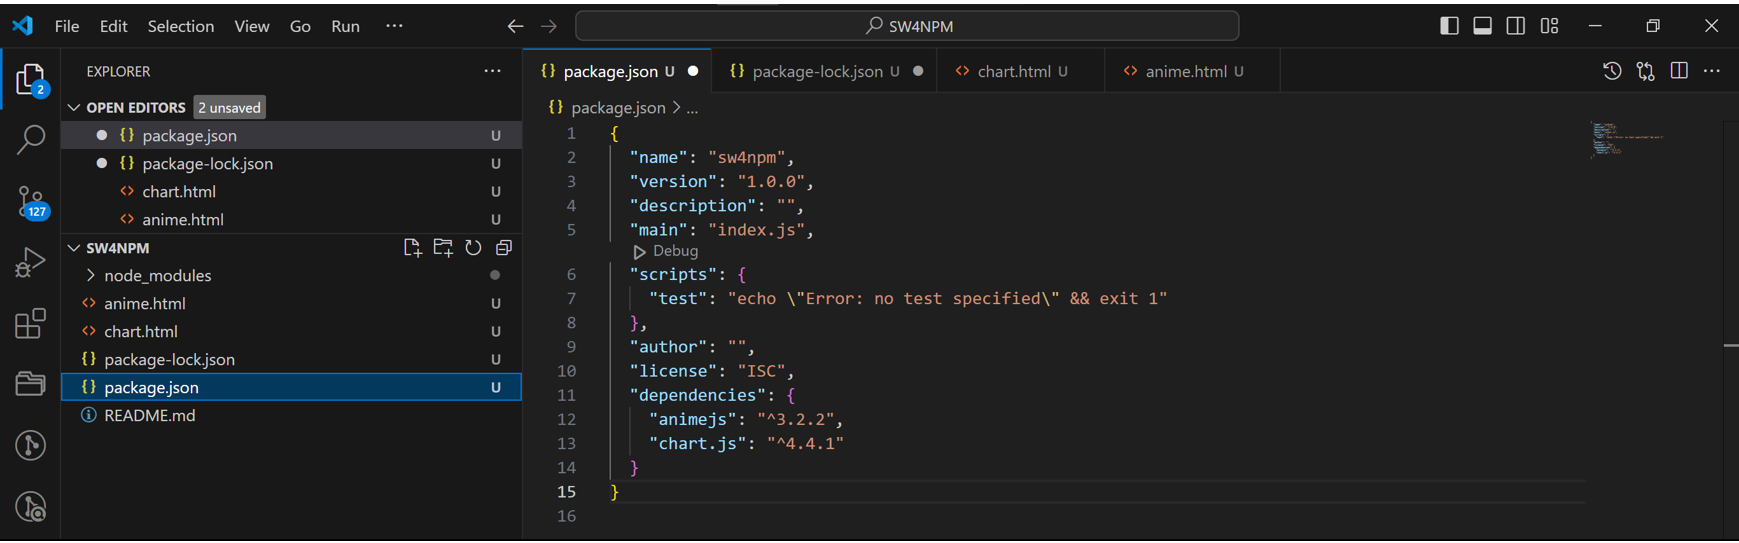 File Edit Selection View Go Run ··· SW4NPM
EXPLORER ···
2
OPEN EDITORS 2 unsaved
{} package.json U
{} package-lock.json U
<> chart.html U
<> anime.html U
127
SW4NPM
node_modules
<> anime.html U
<> chart.html U
{} package-lock.json U
{} package.json U
README.md
{} package.json U {} package-lock.json U <> chart.html U <> anime.html U ···
{} package.json > ...
1 {
2 "name": "sw4npm",
3 "version": "1.0.0",
4 "description": "",
5 "main": "index.js",
Debug
6 "scripts": {
7 "test": "echo \"Error: no test specified\" && exit 1"
8 },
9 "author": "",
10 "license": "ISC",
11 "dependencies": {
12 "animejs": "^3.2.2",
13 "chart.js": "^4.4.1"
14 }
15 }
16